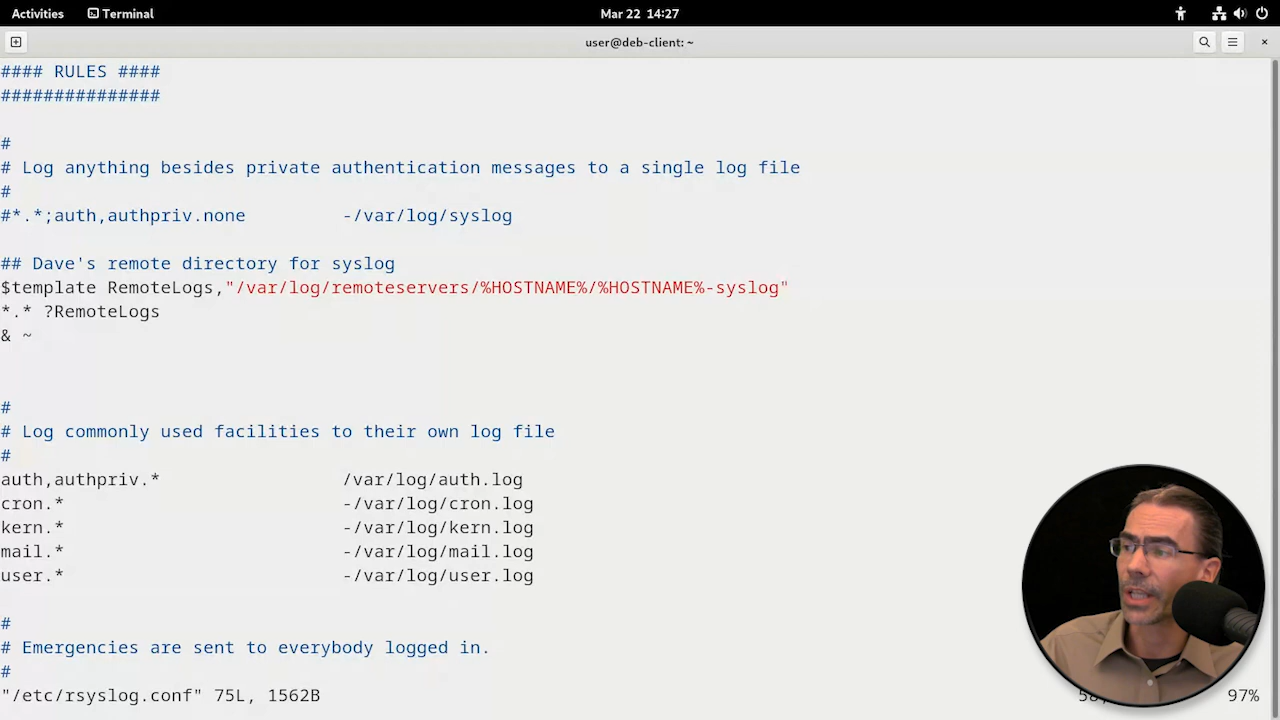 Activities Terminal Mar 22 14:27
user@deb-client: ~
#### RULES ####
###############
#
# Log anything besides private authentication messages to a single log file
#
#*.*;auth,authpriv.none -/var/log/syslog
## Dave's remote directory for syslog
$template RemoteLogs,"/var/log/remoteservers/%HOSTNAME%/%HOSTNAME%-syslog"
*.* ?RemoteLogs
& ~
#
# Log commonly used facilities to their own log file
#
auth,authpriv.* /var/log/auth.log
cron.* -/var/log/cron.log
kern.* -/var/log/kern.log
mail.* -/var/log/mail.log
user.* -/var/log/user.log
#
# Emergencies are sent to everybody logged in.
#
"/etc/rsyslog.conf" 75L, 1562B 97%